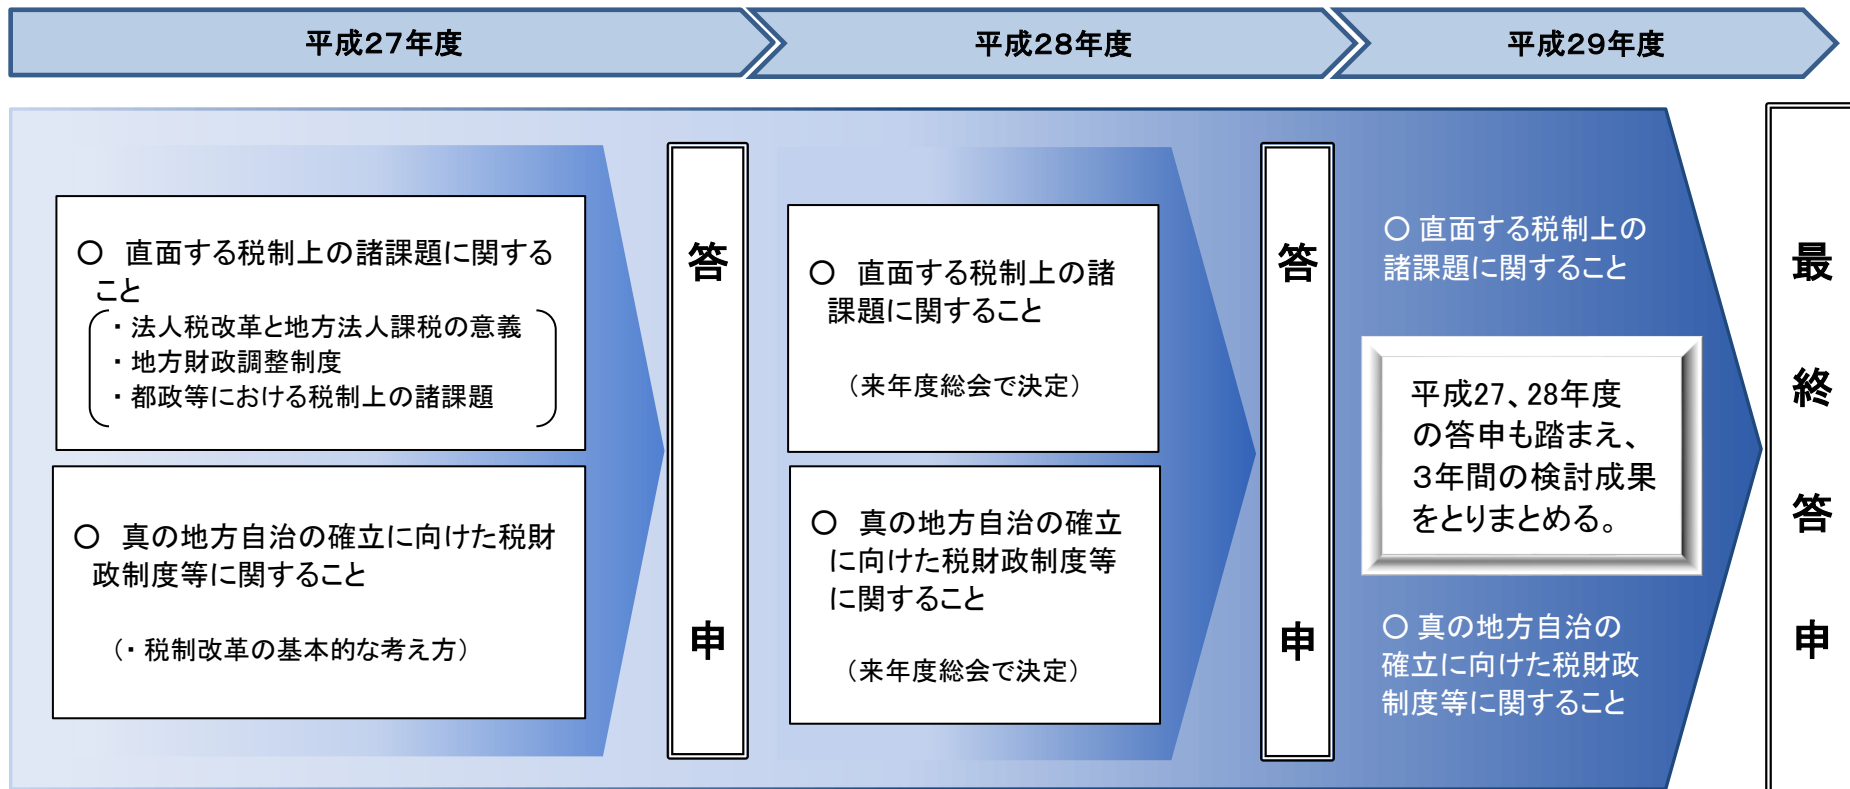 平成27年度
平成28年度
平成29年度
○　直面する税制上の諸課題に関する
こと
・法人税改革と地方法人課税の意義
・地方財政調整制度
・都政等における税制上の諸課題
○　真の地方自治の確立に向けた税財
政制度等に関すること
（・税制改革の基本的な考え方）
答申
○　直面する税制上の諸
課題に関すること
（来年度総会で決定）
○　真の地方自治の確立
に向けた税財政制度等
に関すること
（来年度総会で決定）
答申
○ 直面する税制上の
諸課題に関すること
平成27、28年度
の答申も踏まえ、
３年間の検討成果
をとりまとめる。
○ 真の地方自治の
確立に向けた税財政
制度等に関すること
最終答申